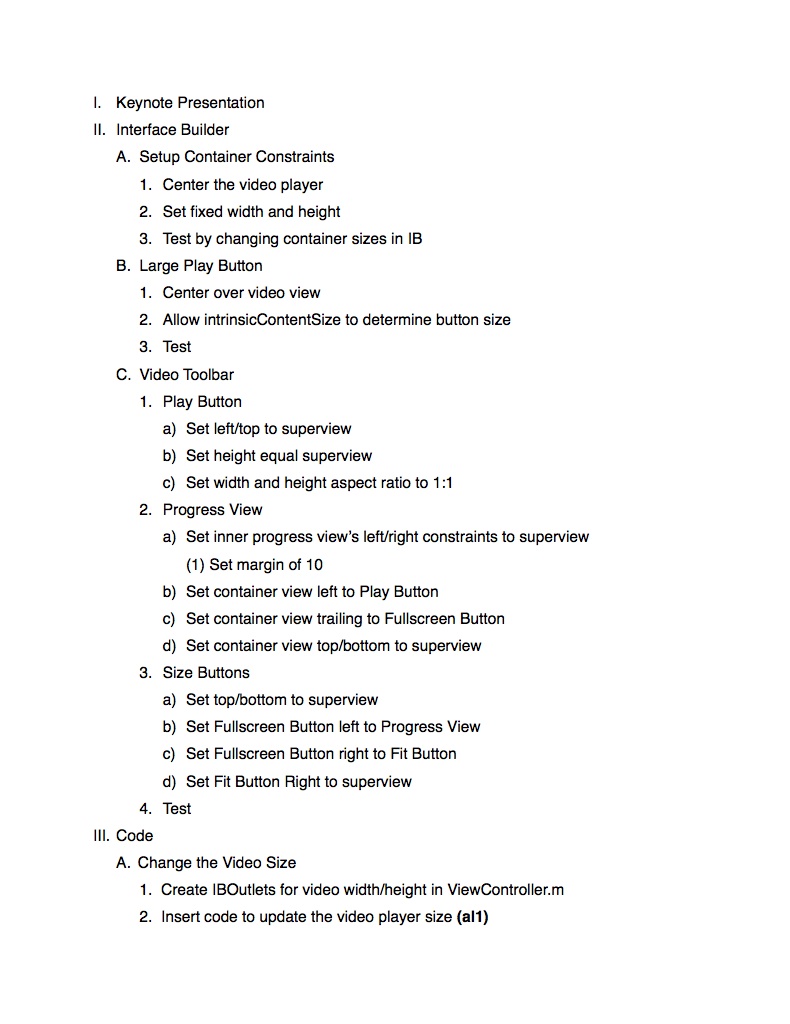 I. Keynote Presentation
II. Interface Builder
A. Setup Container Constraints
1. Center the video player
2. Set fixed width and height
3. Test by changing container sizes in IB
B. Large Play Button
1. Center over video view
2. Allow intrinsicContentSize to determine button size
3. Test
C. Video Toolbar
1. Play Button
a) Set left/top to superview
b) Set height equal superview
c) Set width and height aspect ratio to 1:1
2. Progress View
a) Set inner progress view’s left/right constraints to superview
(1) Set margin of 10
b) Set container view left to Play Button
c) Set container view trailing to Fullscreen Button
d) Set container view top/bottom to superview
3. Size Buttons
a) Set top/bottom to superview
b) Set Fullscreen Button left to Progress View
c) Set Fullscreen Button right to Fit Button
d) Set Fit Button Right to superview
4. Test
III. Code
A. Change the Video Size
1. Create IBOutlets for video width/height in ViewController.m
2. Insert code to update the video player size (al1)